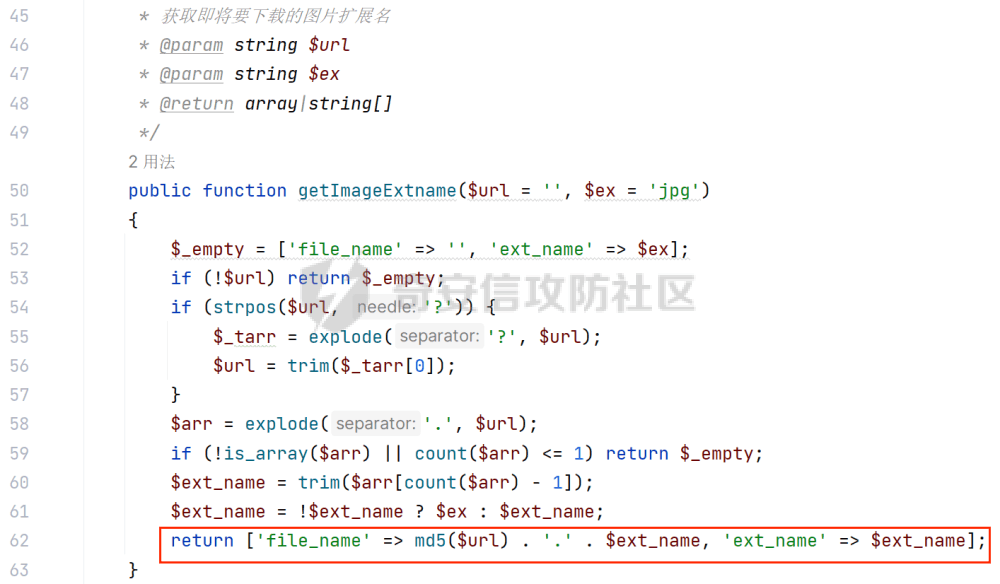 45 * 获取即将要下载的图片扩展名
46 * @param string $url
47 * @param string $ex
48 * @return array|string[]
49 */
2 用法
50 public function getImageExtname($url = '', $ex = 'jpg')
51 {
52 $_empty = ['file_name' => '', 'ext_name' => $ex];
53 if (!$url) return $_empty;
54 if (strpos($url, needle: '?')) {
55 $_tarr = explode( separator: '?', $url);
56 $url = trim($_tarr[0]);
57 }
58 $arr = explode( separator: '.', $url);
59 if (!is_array($arr) || count($arr) <= 1) return $_empty;
60 $ext_name = trim($arr[count($arr) - 1]);
61 $ext_name = !$ext_name ? $ex : $ext_name;
62 return ['file_name' => md5($url) . '.' . $ext_name, 'ext_name' => $ext_name];
63 }
奇安信攻防社区